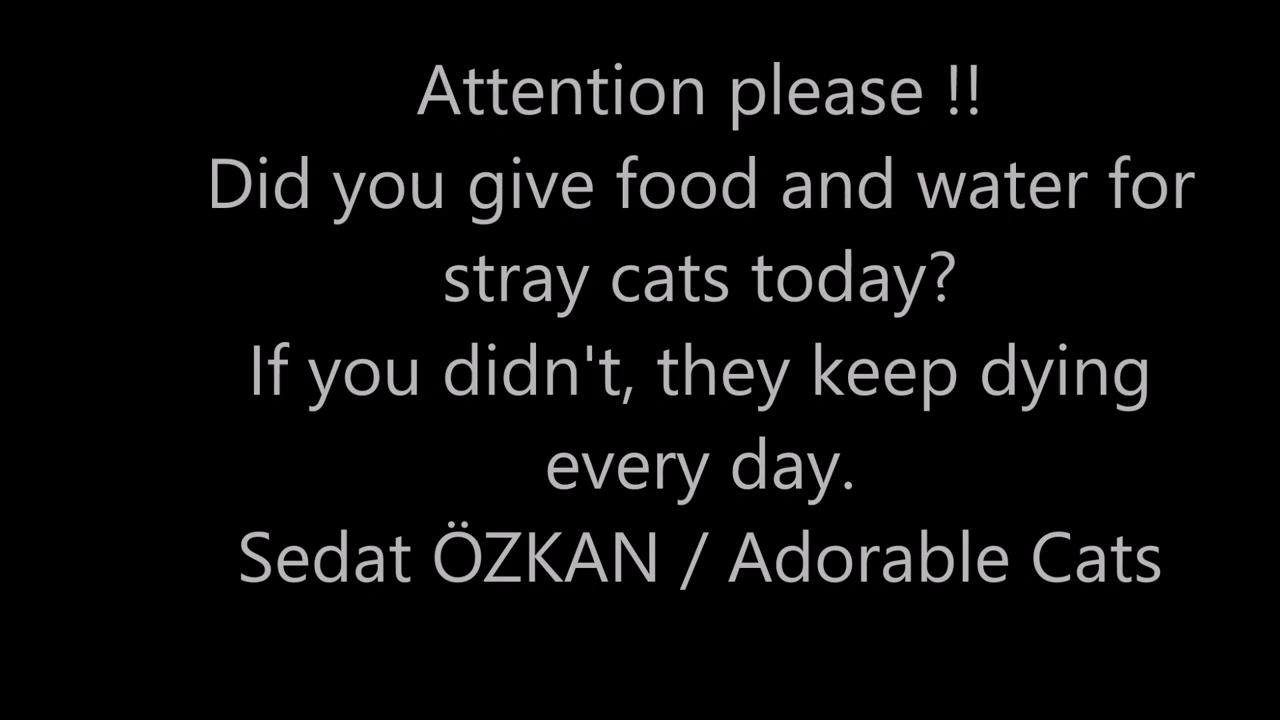 Attention please !!
Did you give food and water for
stray cats today?
If you didn't, they keep dying
every day.
Sedat ÖZKAN / Adorable Cats